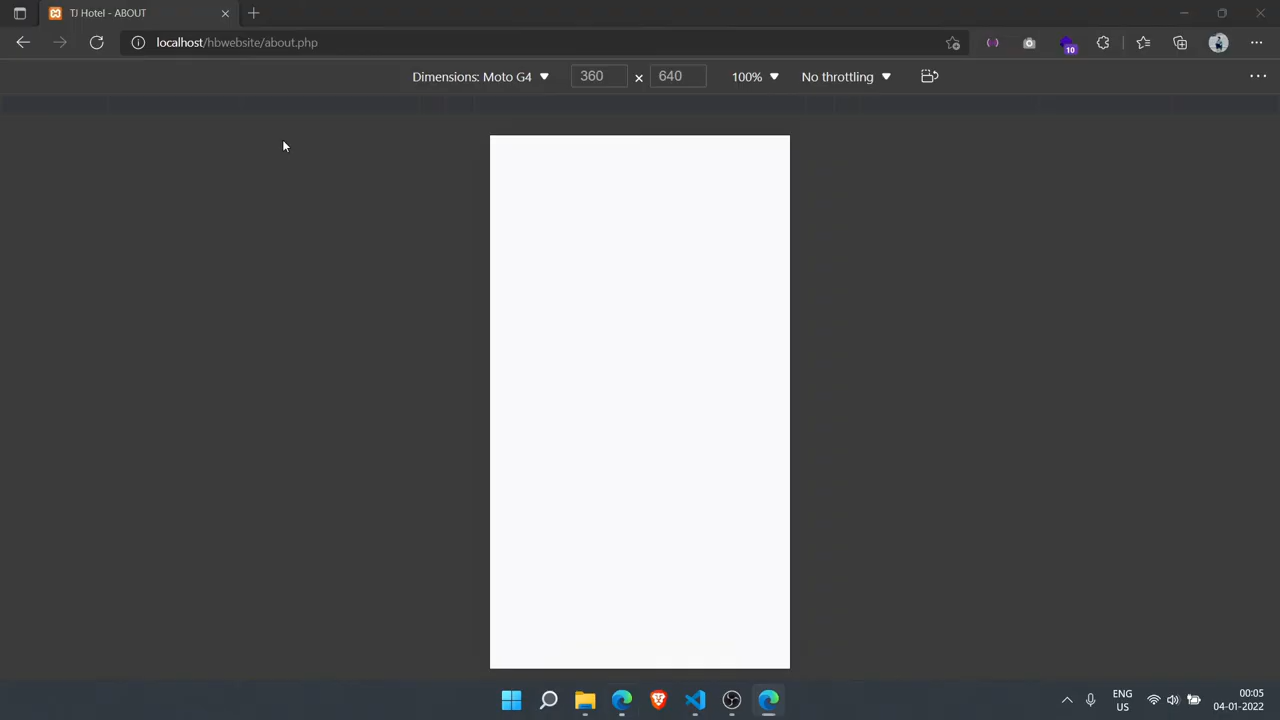 TJ Hotel - ABOUT
localhost/hbwebsite/about.php
10
Dimensions: Moto G4 360 × 640 100% No throttling
ENG
US
00:05
04-01-2022